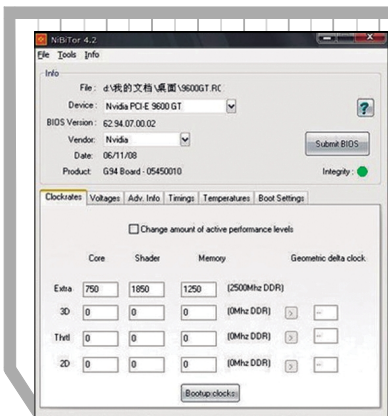 NiBiTor 4.2
File Tools Info
Info
File: d:\我的文档\桌面\9600GT.RC
Device: Nvidia PCI-E 9600 GT
BIOS Version: 62.94.07.00.02
Vendor: Nvidia
Submit BIOS
Date: 06/11/08
Product: G94 Board - 05450010
Integrity:
Clockrates Voltages Adv. Info Timings Temperatures Boot Settings
Change amount of active performance levels
Core Shader Memory Geometric delta clock
Extra 750 1850 1250 (2500Mhz DDR)
3D 0 0 0 (0Mhz DDR) > --
Thrtl 0 0 0 (0Mhz DDR) > --
2D 0 0 0 (0Mhz DDR) > --
Bootup clocks